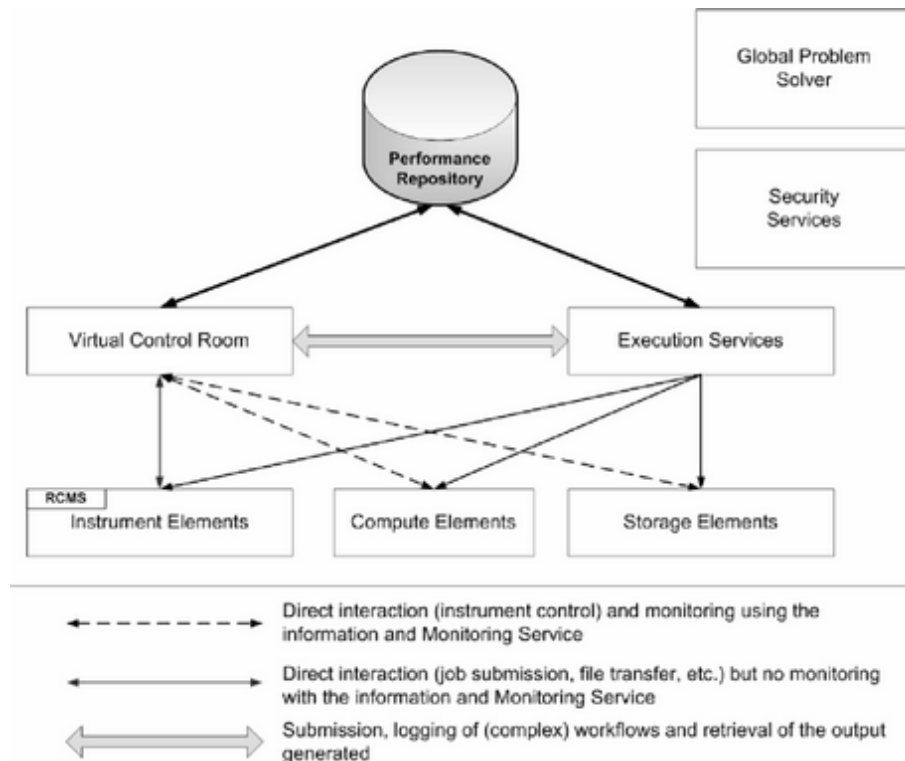 Global Problem
Solver
Performance
Repository
Security
Services
Virtual Control Room
Execution Services
RCMS
Instrument Elements
Compute Elements
Storage Elements
Direct interaction (instrument control) and monitoring using the
information and Monitoring Service
Direct interaction (job submission, file transfer, etc.) but no monitoring
with the information and Monitoring Service
Submission, logging of (complex) workflows and retrieval of the output
generated